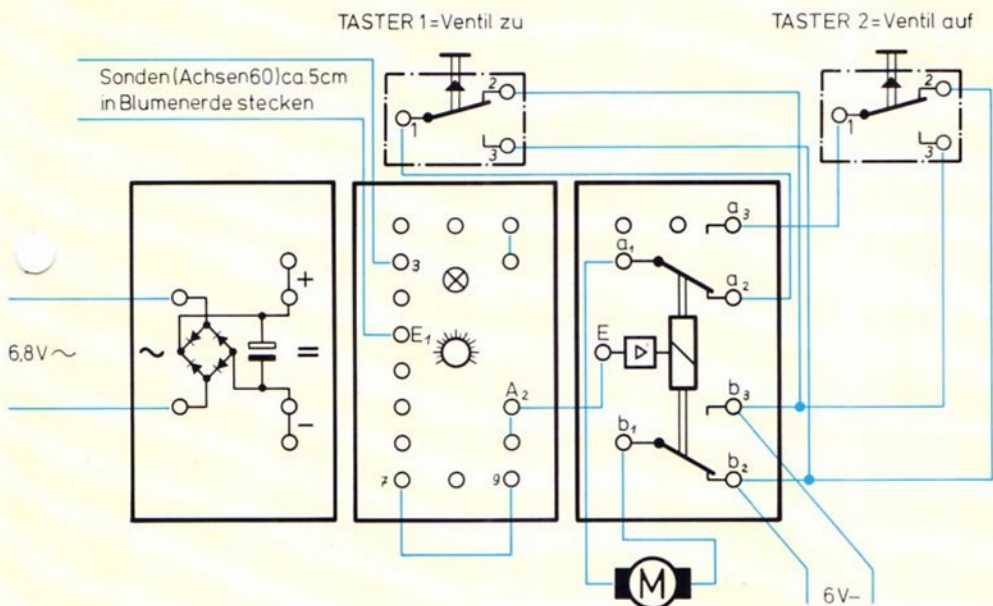 TASTER 1=Ventil zu
TASTER 2=Ventil auf
Sonden(Achsen60)ca.5cm
in Blumenerde stecken
1
2
3
1
2
3
6,8V~
~
+
=
-
3
E1
A2
7
9
a3
a1
a2
E
b3
b1
b2
M
6V-